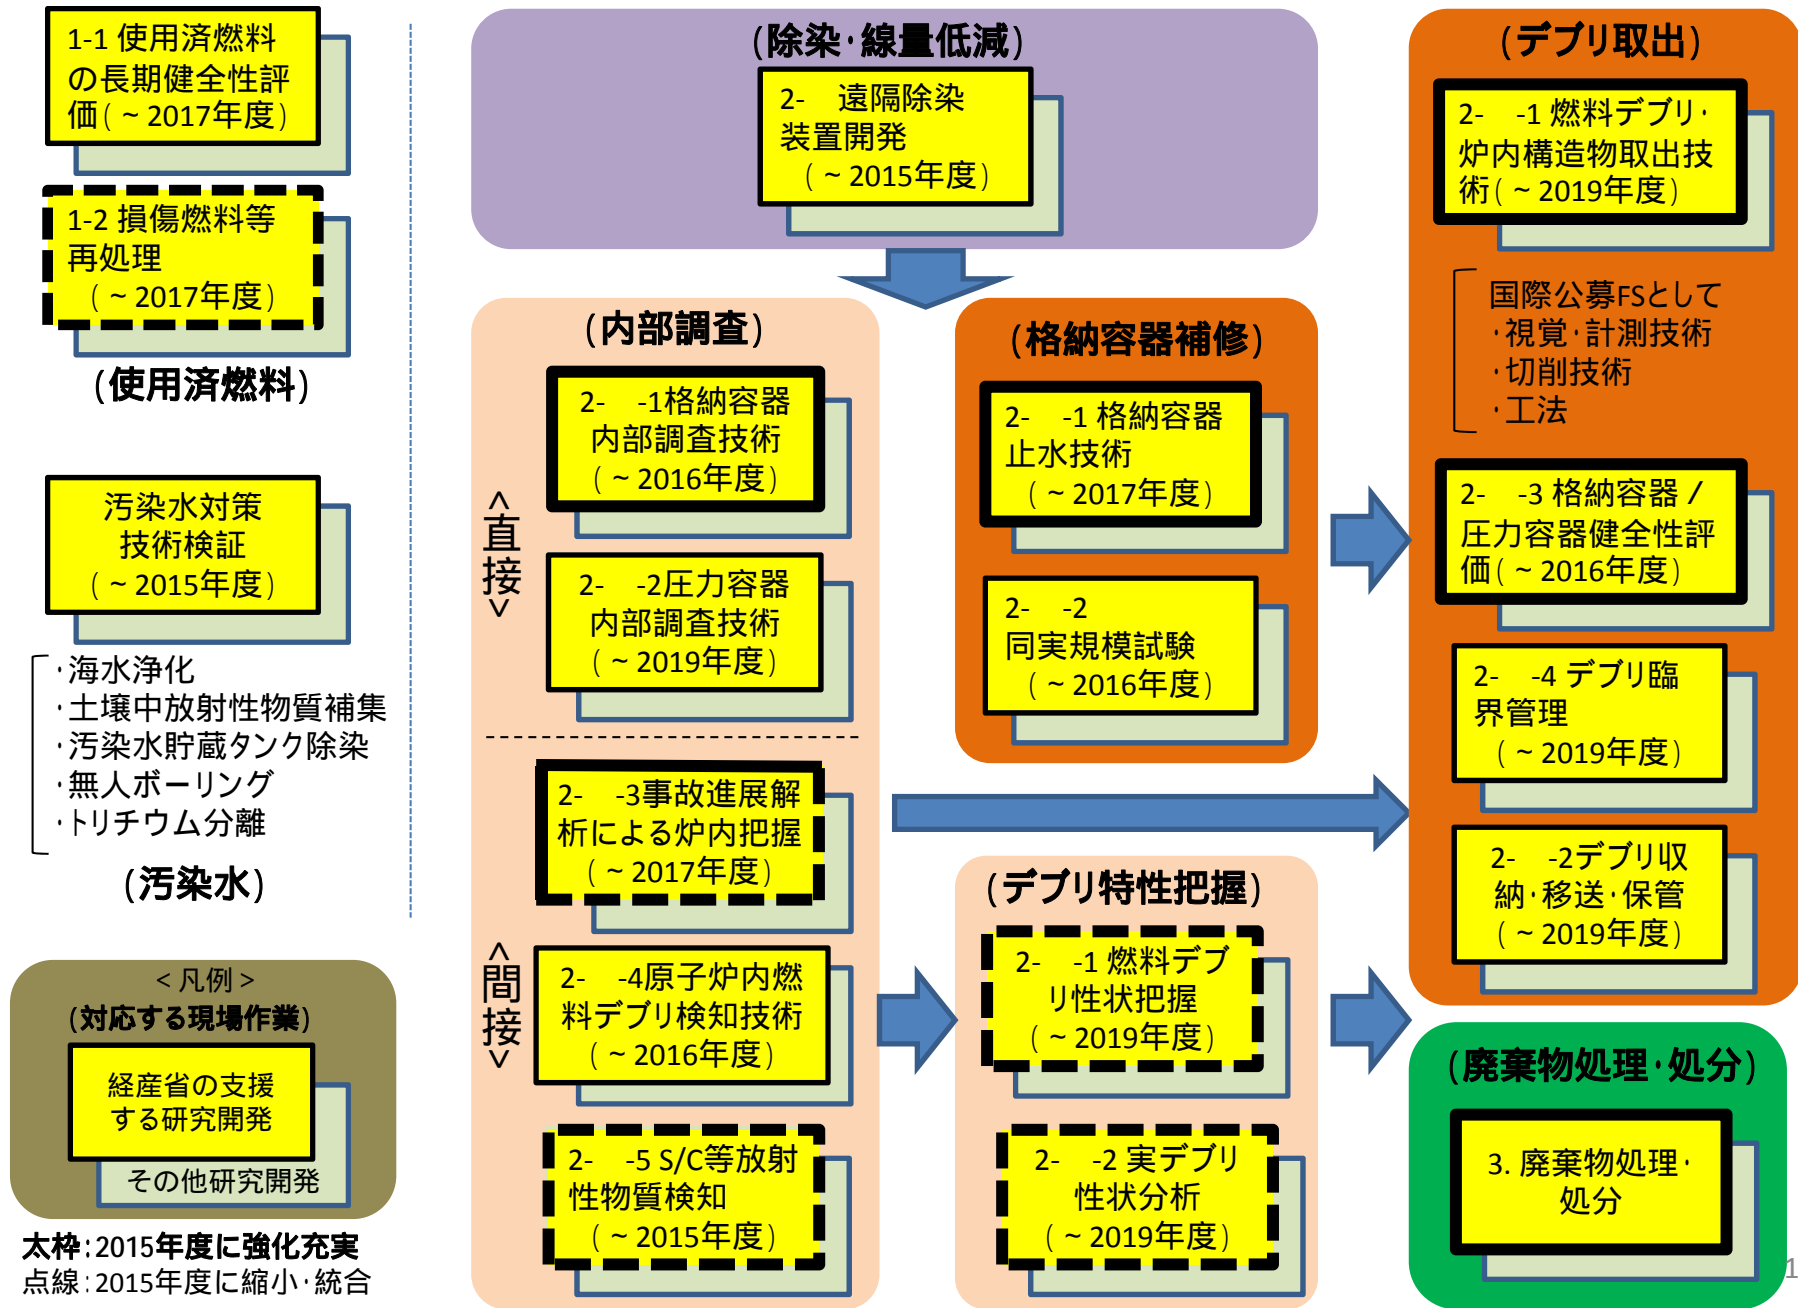 1-1 使用済燃料
の長期健全性評
価(～2017年度)
1-2 損傷燃料等
再処理
(～2017年度)
(使用済燃料)
汚染水対策
技術検証
(～2015年度)
・海水浄化
・土壌中放射性物質補集
・汚染水貯蔵タンク除染
・無人ボーリング
・トリチウム分離
(汚染水)
<凡例>
(対応する現場作業)
経産省の支援
する研究開発
その他研究開発
太枠：2015年度に強化充実
点線：2015年度に縮小・統合
(除染・線量低減)
2-　遠隔除染
装置開発
(～2015年度)
(内部調査)
<直接>
2-　-1格納容器
内部調査技術
(～2016年度)
2-　-2圧力容器
内部調査技術
(～2019年度)
<間接>
2-　-3事故進展解
析による炉内把握
(～2017年度)
2-　-4原子炉内燃
料デブリ検知技術
(～2016年度)
2-　-5 S/C等放射
性物質検知
(～2015年度)
(格納容器補修)
2-　-1 格納容器
止水技術
(～2017年度)
2-　-2
同実規模試験
(～2016年度)
(デブリ特性把握)
2-　-1 燃料デブ
リ性状把握
(～2019年度)
2-　-2 実デブリ
性状分析
(～2019年度)
(デブリ取出)
2-　-1 燃料デブリ・
炉内構造物取出技
術(～2019年度)
国際公募FSとして
・視覚・計測技術
・切削技術
・工法
2-　-3 格納容器/
圧力容器健全性評
価(～2016年度)
2-　-4 デブリ臨
界管理
(～2019年度)
2-　-2デブリ収
納・移送・保管
(～2019年度)
(廃棄物処理・処分)
3. 廃棄物処理・
処分
1